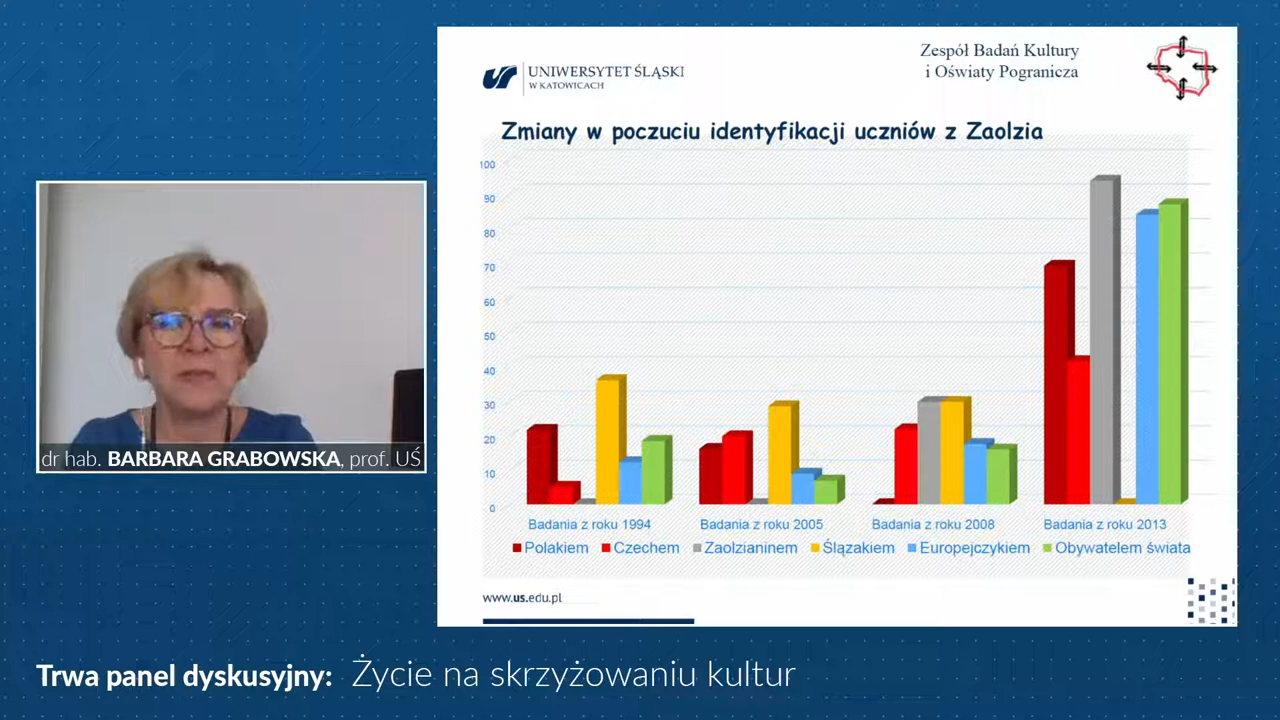 UNIWERSYTET ŚLĄSKI
W KATOWICACH
Zespół Badań Kultury
i Oświaty Pogranicza
Zmiany w poczuciu identyfikacji uczniów z Zaolzia
100
90
80
70
60
50
40
30
20
10
0
Badania z roku 1994 Badania z roku 2005 Badania z roku 2008 Badania z roku 2013
Polakiem Czechem Zaolzianinem Ślązakiem Europejczykiem Obywatelem świata
www.us.edu.pl
dr hab. BARBARA GRABOWSKA, prof. UŚ
Trwa panel dyskusyjny: Życie na skrzyżowaniu kultur